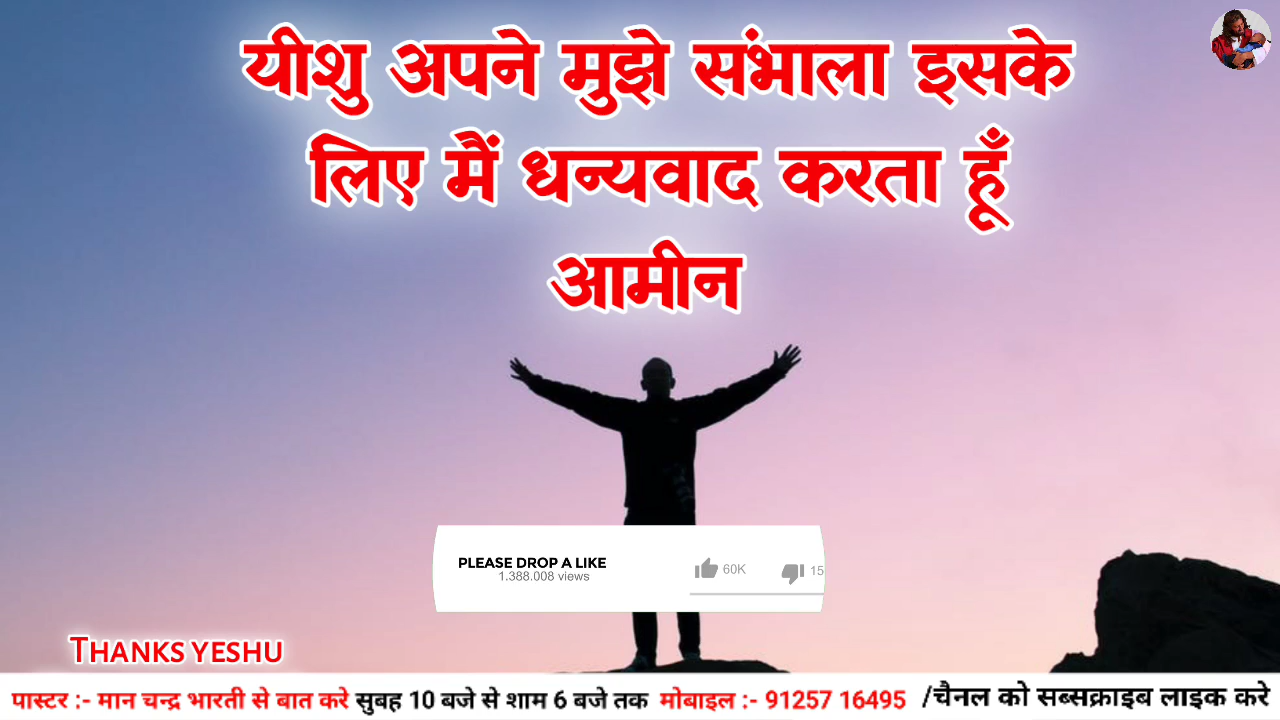 यीशु अपने मुझे संभाला इसके
लिए मैं धन्यवाद करता हूँ
आमीन
PLEASE DROP A LIKE
1.388.008 views
60K
15
THANKS YESHU
पास्टर :- मान चन्द्र भारती से बात करे सुबह 10 बजे से शाम 6 बजे तक मोबाइल :- 91257 16495 /चैनल को सब्सक्राइब लाइक करे